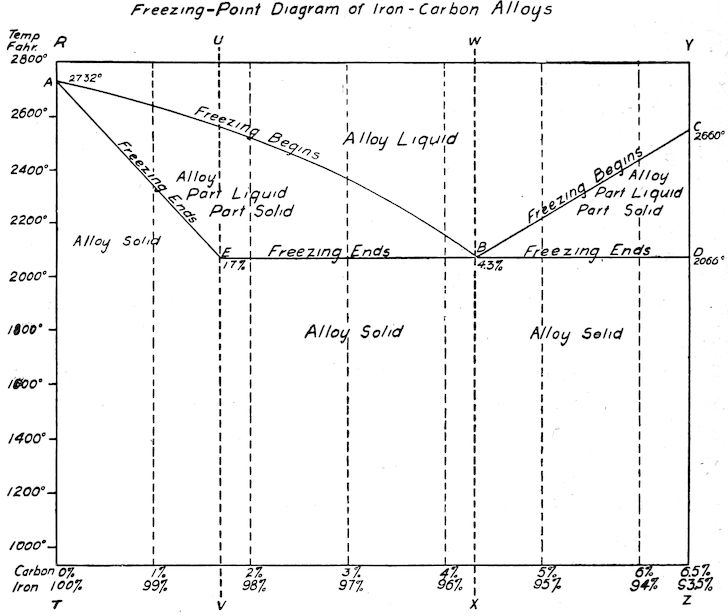 Freezing-Point Diagram of Iron-Carbon Alloys
Temp
Fahr.
R U W Y
2800°
A 2732°
2600°
Freezing Begins
Alloy Liquid
C
2660°
Freezing Ends
2400°
Alloy
Part Liquid
Part Solid
Freezing Begins
Alloy
Part Liquid
Part Solid
2200°
Alloy Solid
E Freezing Ends B Freezing Ends D
1.7% 4.3% 2066°
2000°
1800° Alloy Solid Alloy Solid
1600°
1400°
1200°
1000°
Carbon 0% 1% 2% 3% 4% 5% 6% 6.5%
Iron 100% 99% 98% 97% 96% 95% 94% 93.5%
T V X Z